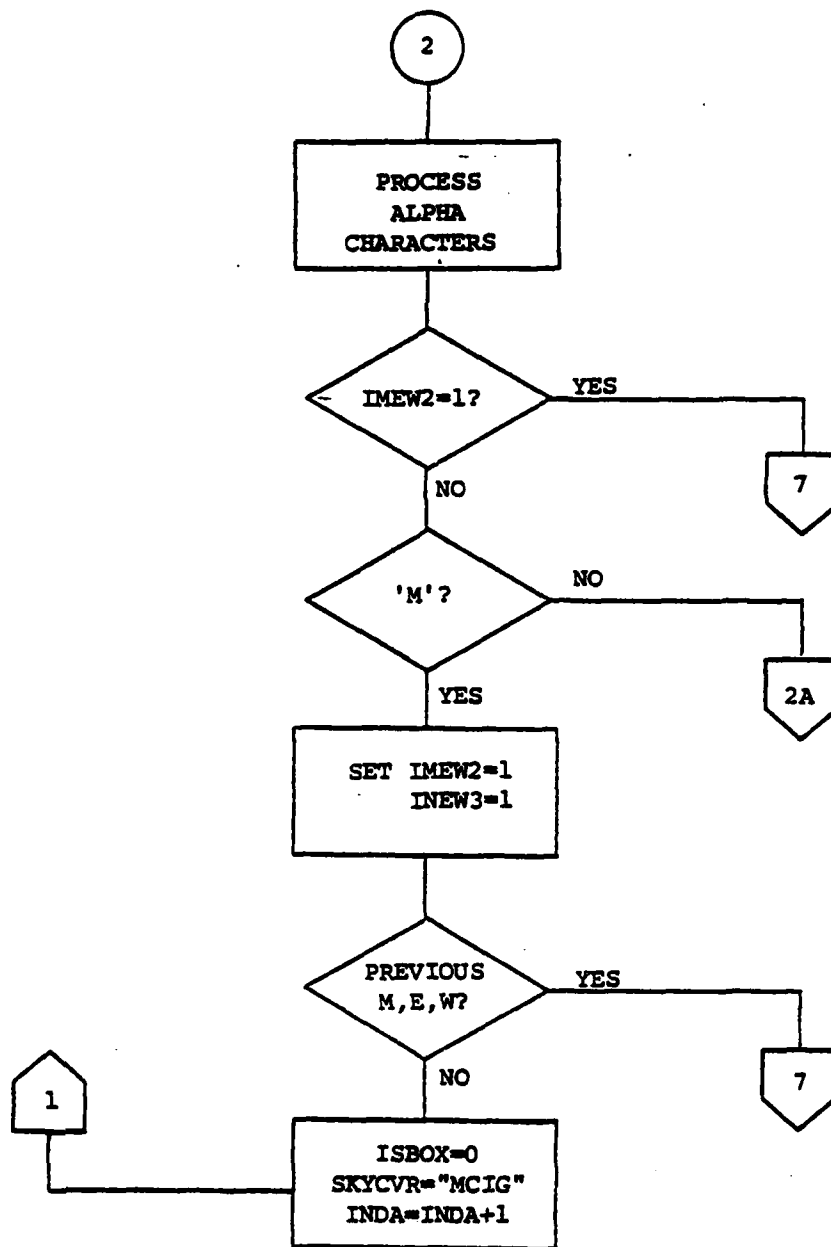 2
PROCESS
ALPHA
CHARACTERS
IMEW2=1?
YES
7
NO
'M'?
NO
2A
YES
SET IMEW2=1
INEW3=1
PREVIOUS
M,E,W?
YES
7
NO
1
ISBOX=0
SKYCVR="MCIG"
INDA=INDA+1